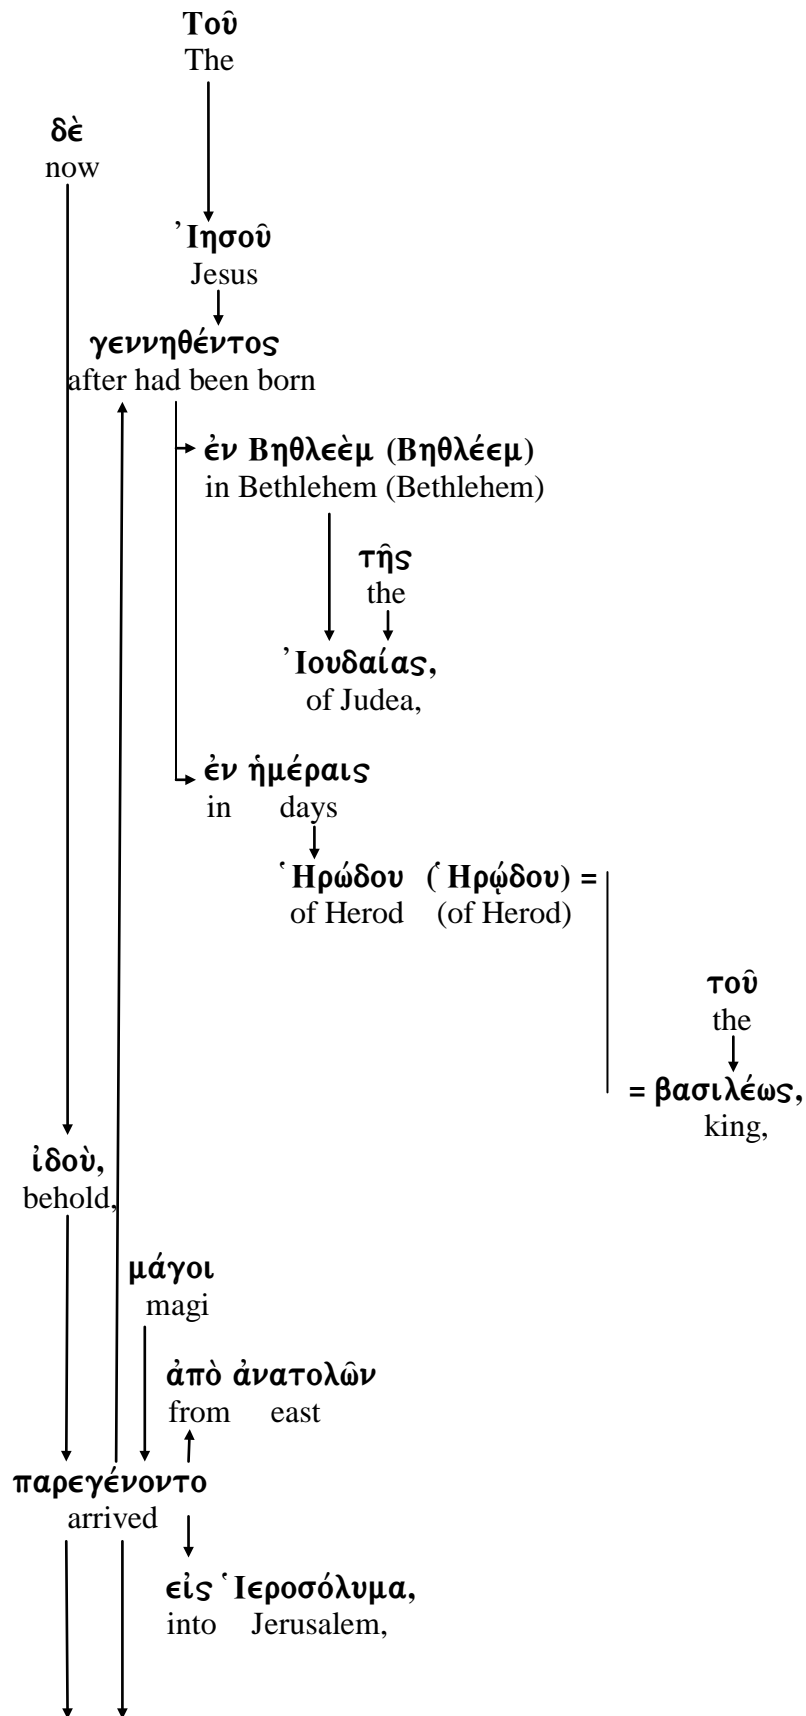 Τοῦ
The
δὲ
now
Ἰησοῦ
Jesus
γεννηθέντος
after had been born
ἐν Βηθλεὲμ (Βηθλέεμ)
in Bethlehem (Bethlehem)
τῆς
the
Ἰουδαίας,
of Judea,
ἐν ἡμέραις
in days
Ἡρώδου (Ἡρῴδου) =
of Herod (of Herod)
τοῦ
the
= βασιλέως,
king,
ἰδοὺ,
behold,
μάγοι
magi
ἀπὸ ἀνατολῶν
from east
παρεγένοντο
arrived
εἰς Ἱεροσόλυμα,
into Jerusalem,